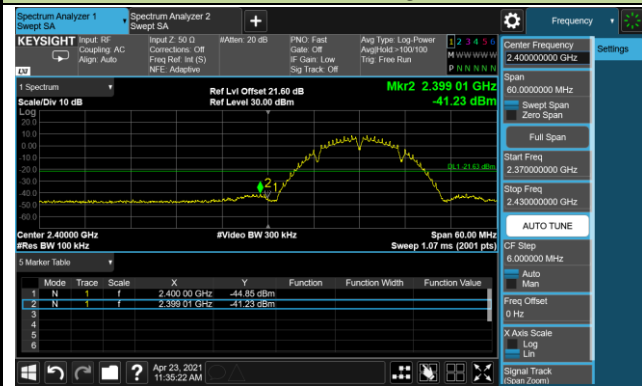 Spectrum Analyzer 1
Swept SA
Spectrum Analyzer 2
Swept SA
+
Frequency
KEYSIGHT
Input: RF
Coupling: AC
Align: Auto
Input Z: 50 Ω
Corrections: Off
Freq Ref: Int (S)
NFE: Adaptive
#Atten: 20 dB
PNO: Fast
Gate: Off
IF Gain: Low
Sig Track: Off
Avg Type: Log-Power
Avg|Hold:>100/100
Trig: Free Run
1 2 3 4 5 6
M W W W W W
P N N N N N
LXI
Center Frequency
2.400000000 GHz
Settings
Span
60.0000000 MHz
Swept Span
Zero Span
Full Span
Start Freq
2.370000000 GHz
Stop Freq
2.430000000 GHz
AUTO TUNE
CF Step
6.000000 MHz
Auto
Man
Freq Offset
0 Hz
X Axis Scale
Log
Lin
Signal Track
(Span Zoom)
1 Spectrum
Scale/Div 10 dB
Ref Lvl Offset 21.60 dB
Ref Level 30.00 dBm
Mkr2 2.399 01 GHz
-41.23 dBm
Log
20.0
10.0
0.00
-10.0
-20.0
-30.0
-40.0
-50.0
-60.0
DL1 -21.63 dBm
2
1
Center 2.40000 GHz
#Res BW 100 kHz
#Video BW 300 kHz
Span 60.00 MHz
Sweep 1.07 ms (2001 pts)
5 Marker Table
Mode Trace Scale X Y Function Function Width Function Value
1 N 1 f 2.400 00 GHz -44.85 dBm
2 N 1 f 2.399 01 GHz -41.23 dBm
3
4
5
6
?
Apr 23, 2021
11:35:22 AM